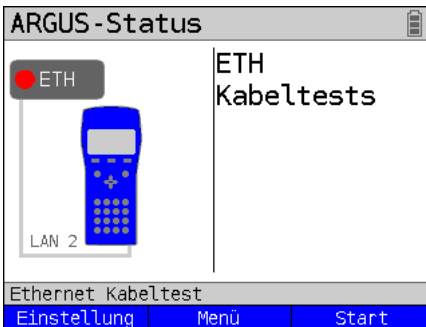 ARGUS-Status
ETH
ETH
Kabeltests
LAN 2
Ethernet Kabeltest
Einstellung Menü Start